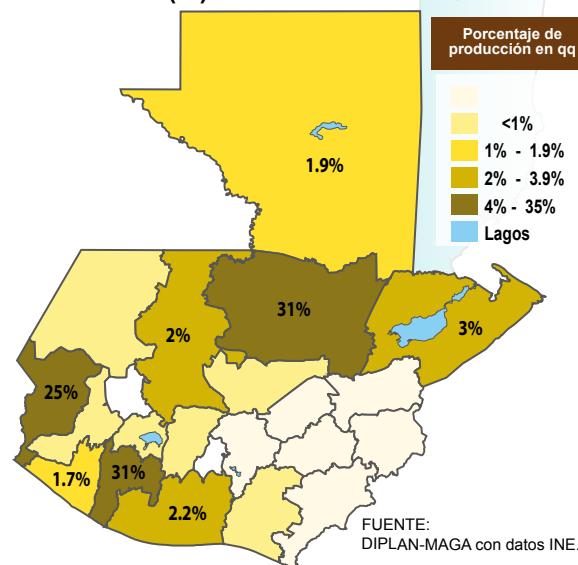 Porcentaje de
producción en qq
<1%
1% - 1.9%
2% - 3.9%
4% - 35%
Lagos
1.9%
31%
3%
2%
25%
1.7%
31%
2.2%
FUENTE:
DIPLAN-MAGA con datos INE.